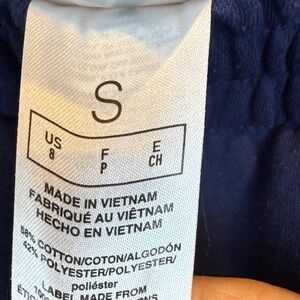 S
US F E
8 P CH
MADE IN VIETNAM
FABRIQUÉ AU VIÊTNAM
HECHO EN VIETNAM
58% COTTON/COTON/ALGODÓN
42% POLYESTER/POLYESTER/
poliéster
LABEL MADE FROM